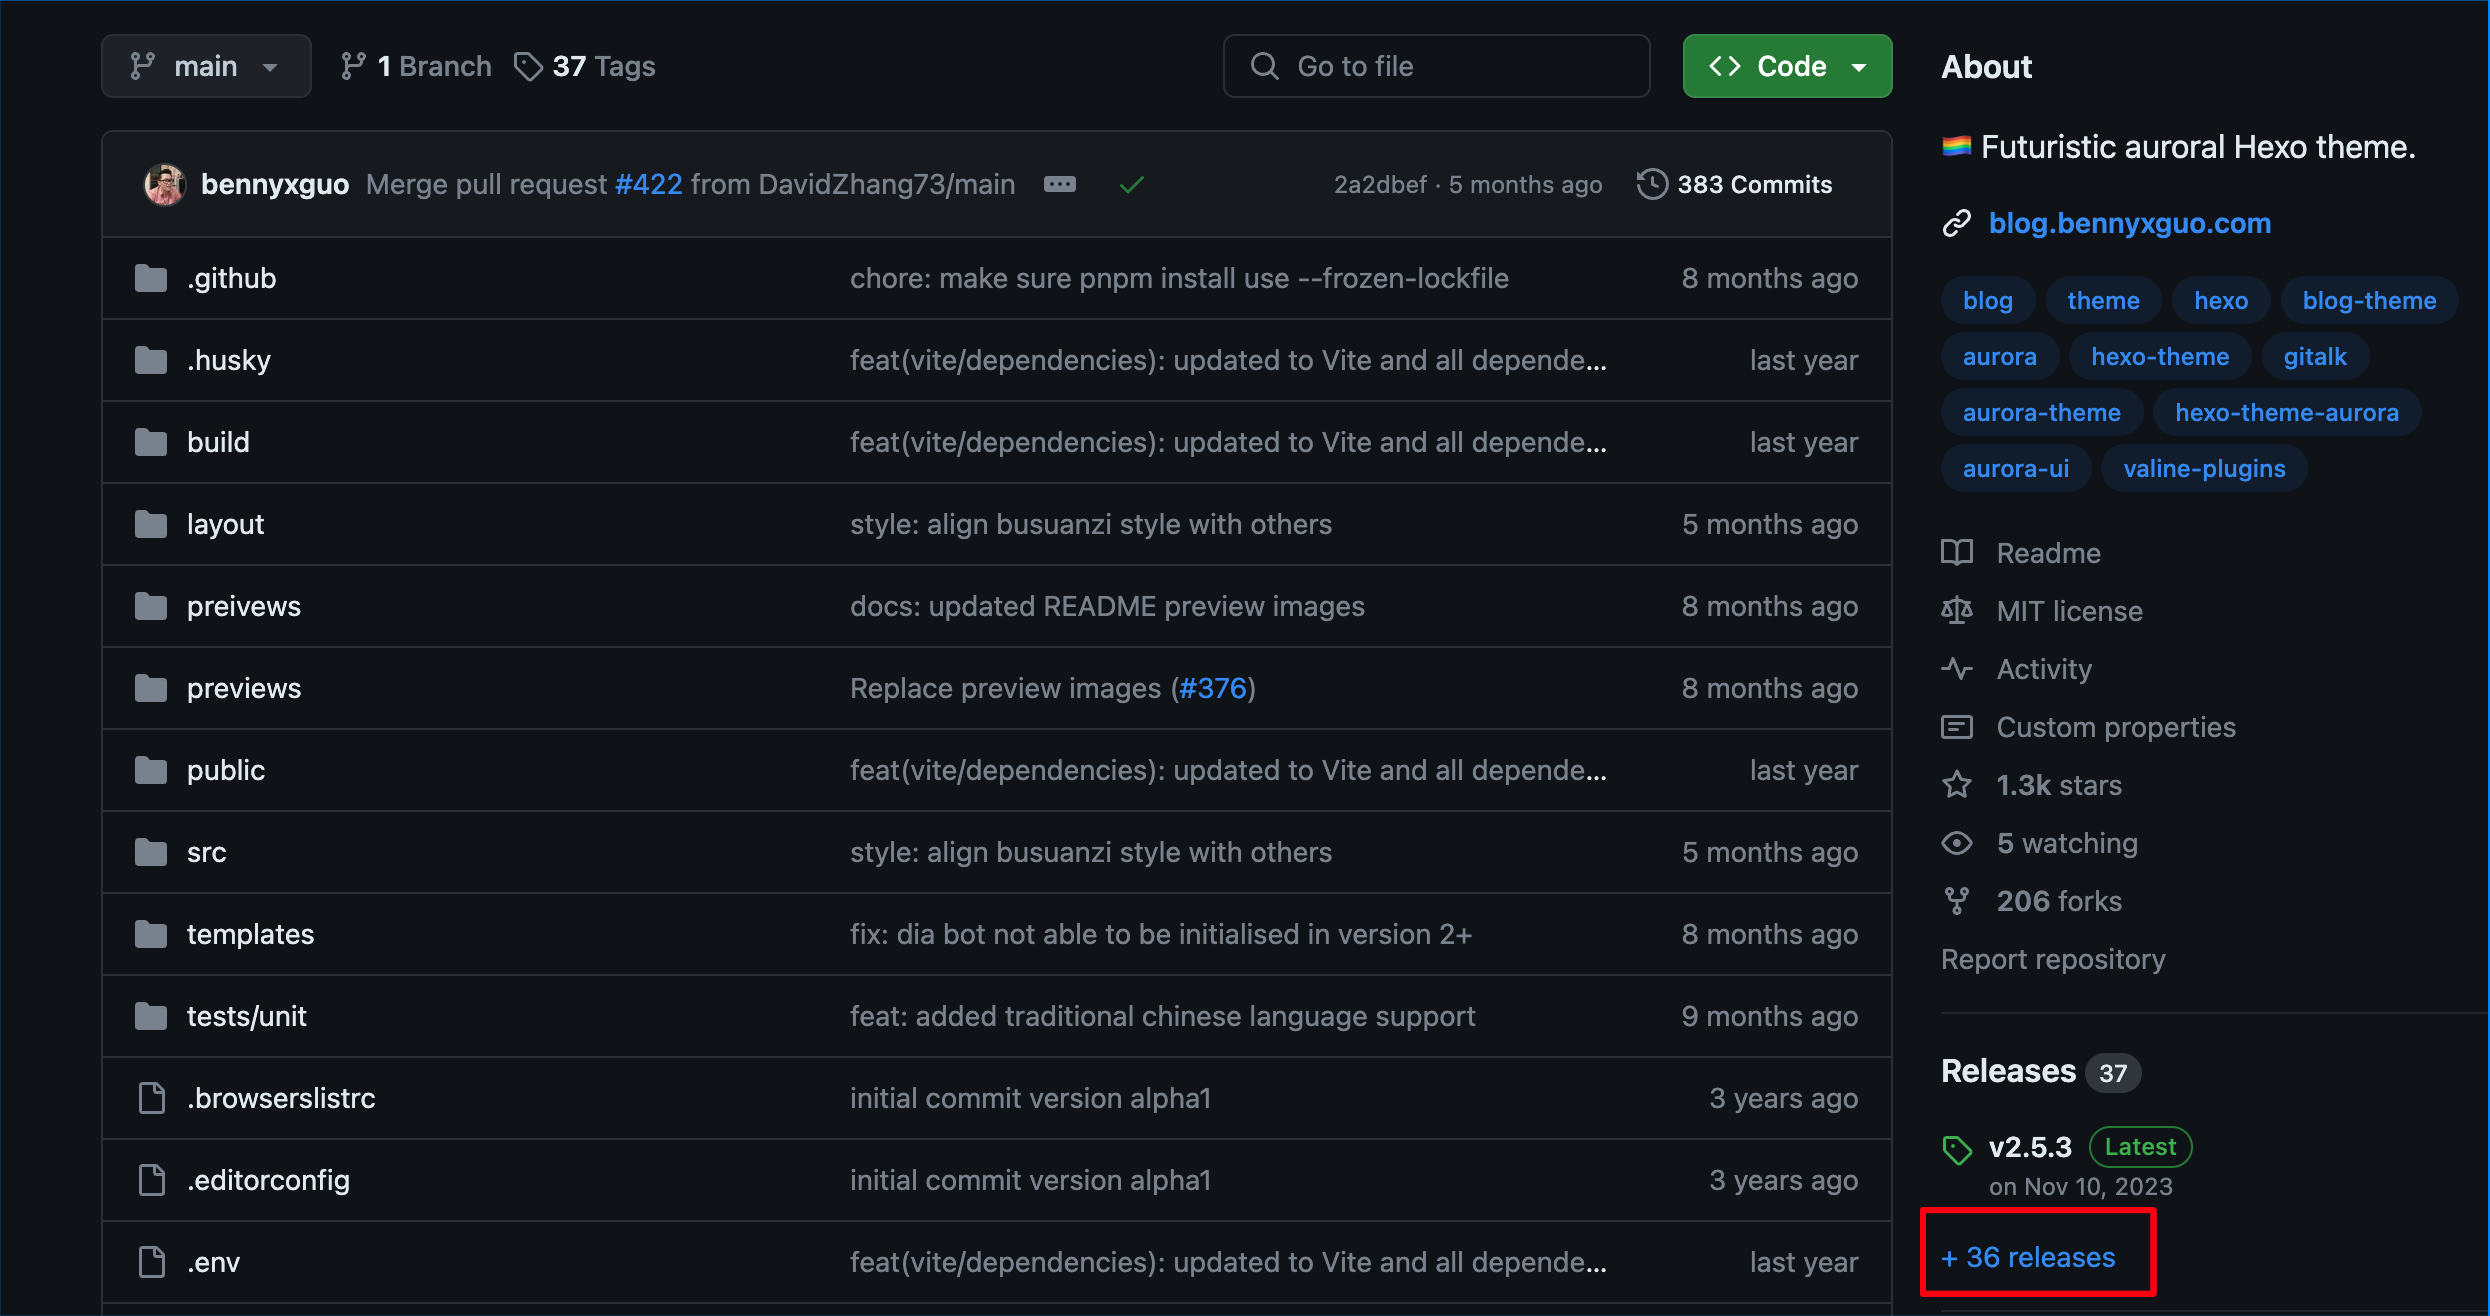 main 1 Branch 37 Tags Go to file <> Code
bennyxguo Merge pull request #422 from DavidZhang73/main 2a2dbef · 5 months ago 383 Commits
.github chore: make sure pnpm install use --frozen-lockfile 8 months ago
.husky feat(vite/dependencies): updated to Vite and all depende... last year
build feat(vite/dependencies): updated to Vite and all depende... last year
layout style: align busuanzi style with others 5 months ago
preivews docs: updated README preview images 8 months ago
previews Replace preview images (#376) 8 months ago
public feat(vite/dependencies): updated to Vite and all depende... last year
src style: align busuanzi style with others 5 months ago
templates fix: dia bot not able to be initialised in version 2+ 8 months ago
tests/unit feat: added traditional chinese language support 9 months ago
.browserslistrc initial commit version alpha1 3 years ago
.editorconfig initial commit version alpha1 3 years ago
.env feat(vite/dependencies): updated to Vite and all depende... last year
About
🏳️‍🌈 Futuristic auroral Hexo theme.
blog.bennyxguo.com
blog theme hexo blog-theme
aurora hexo-theme gitalk
aurora-theme hexo-theme-aurora
aurora-ui valine-plugins
Readme
MIT license
Activity
Custom properties
1.3k stars
5 watching
206 forks
Report repository
Releases 37
v2.5.3 Latest
on Nov 10, 2023
+ 36 releases